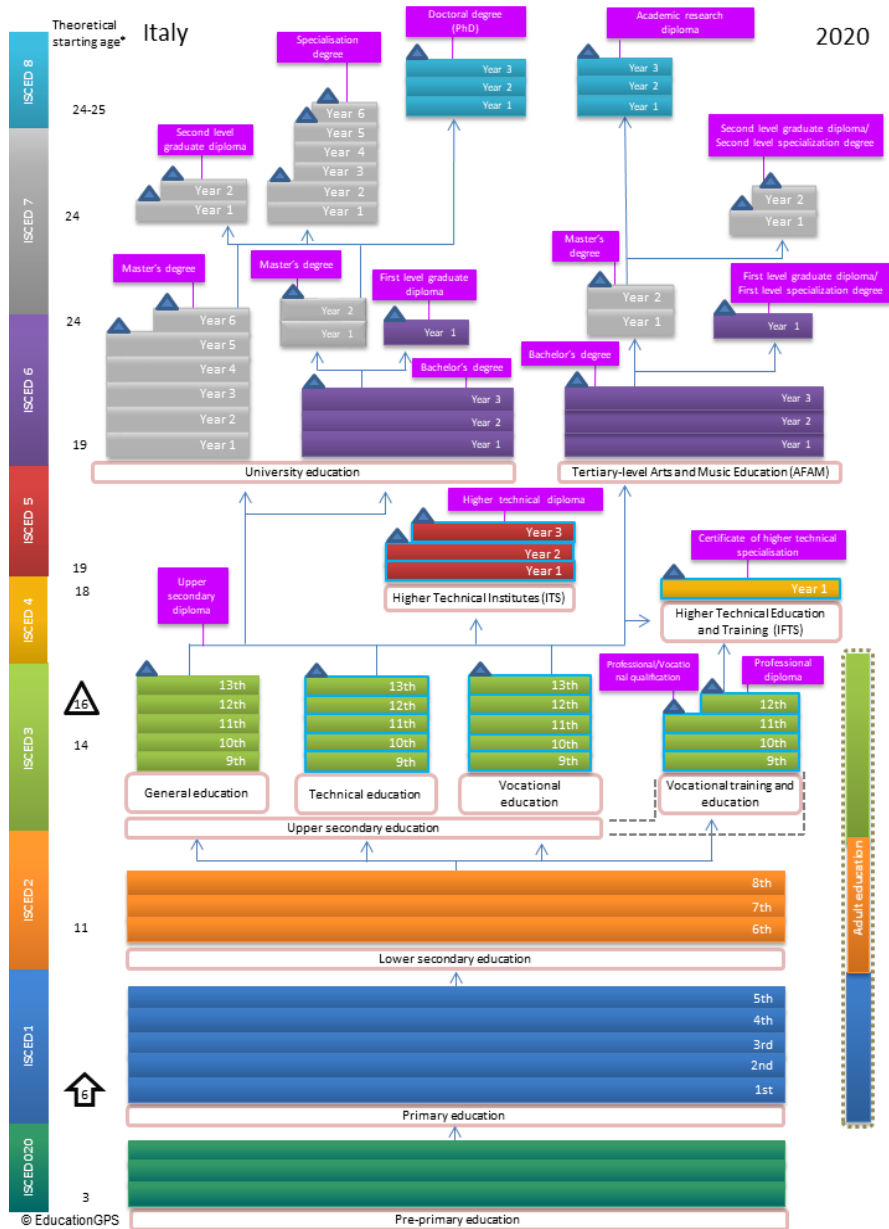 Theoretical
starting age*
Italy
2020
ISCED 8
ISCED 7
ISCED 6
ISCED 5
ISCED 4
ISCED3
ISCED2
ISCED1
ISCED020
24-25
24
24
19
19
18
16
14
11
6
3
Doctoral degree
(PhD)
Year 3
Year 2
Year 1
Specialisation
degree
Year 6
Year 5
Year 4
Year 3
Year 2
Year 1
Second level
graduate diploma
Year 2
Year 1
Academic research
diploma
Year 3
Year 2
Year 1
Second level graduate diploma/
Second level specialization degree
Year 2
Year 1
Master's degree
Year 6
Year 5
Year 4
Year 3
Year 2
Year 1
Master's
degree
Year 2
Year 1
First level graduate
diploma
Year 1
Bachelor's degree
Year 3
Year 2
Year 1
University education
Master's
degree
Year 2
Year 1
First level graduate diploma/
First level specialization degree
Year 1
Bachelor's degree
Year 3
Year 2
Year 1
Tertiary-level Arts and Music Education (AFAM)
Higher technical diploma
Year 3
Year 2
Year 1
Higher Technical Institutes (ITS)
Certificate of higher technical
specialisation
Year 1
Higher Technical Education
and Training (IFTS)
Upper
secondary
diploma
13th
12th
11th
10th
9th
General education
13th
12th
11th
10th
9th
Technical education
13th
12th
11th
10th
9th
Vocational
education
Professional/Vocatio
nal qualification
Professional
diploma
12th
11th
10th
9th
Vocational training and
education
Upper secondary education
8th
7th
6th
Lower secondary education
5th
4th
3rd
2nd
1st
Primary education
Pre-primary education
Adult education
© EducationGPS